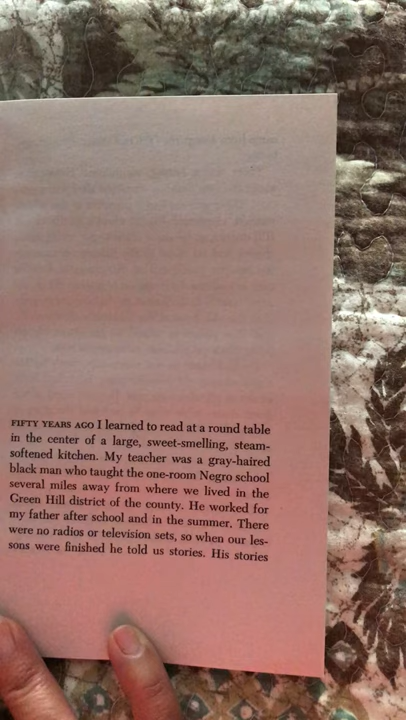 FIFTY YEARS AGO I learned to read at a round table
in the center of a large, sweet-smelling, steam-
softened kitchen. My teacher was a gray-haired
black man who taught the one-room Negro school
several miles away from where we lived in the
Green Hill district of the county. He worked for
my father after school and in the summer. There
were no radios or television sets, so when our les-
sons were finished he told us stories. His stories